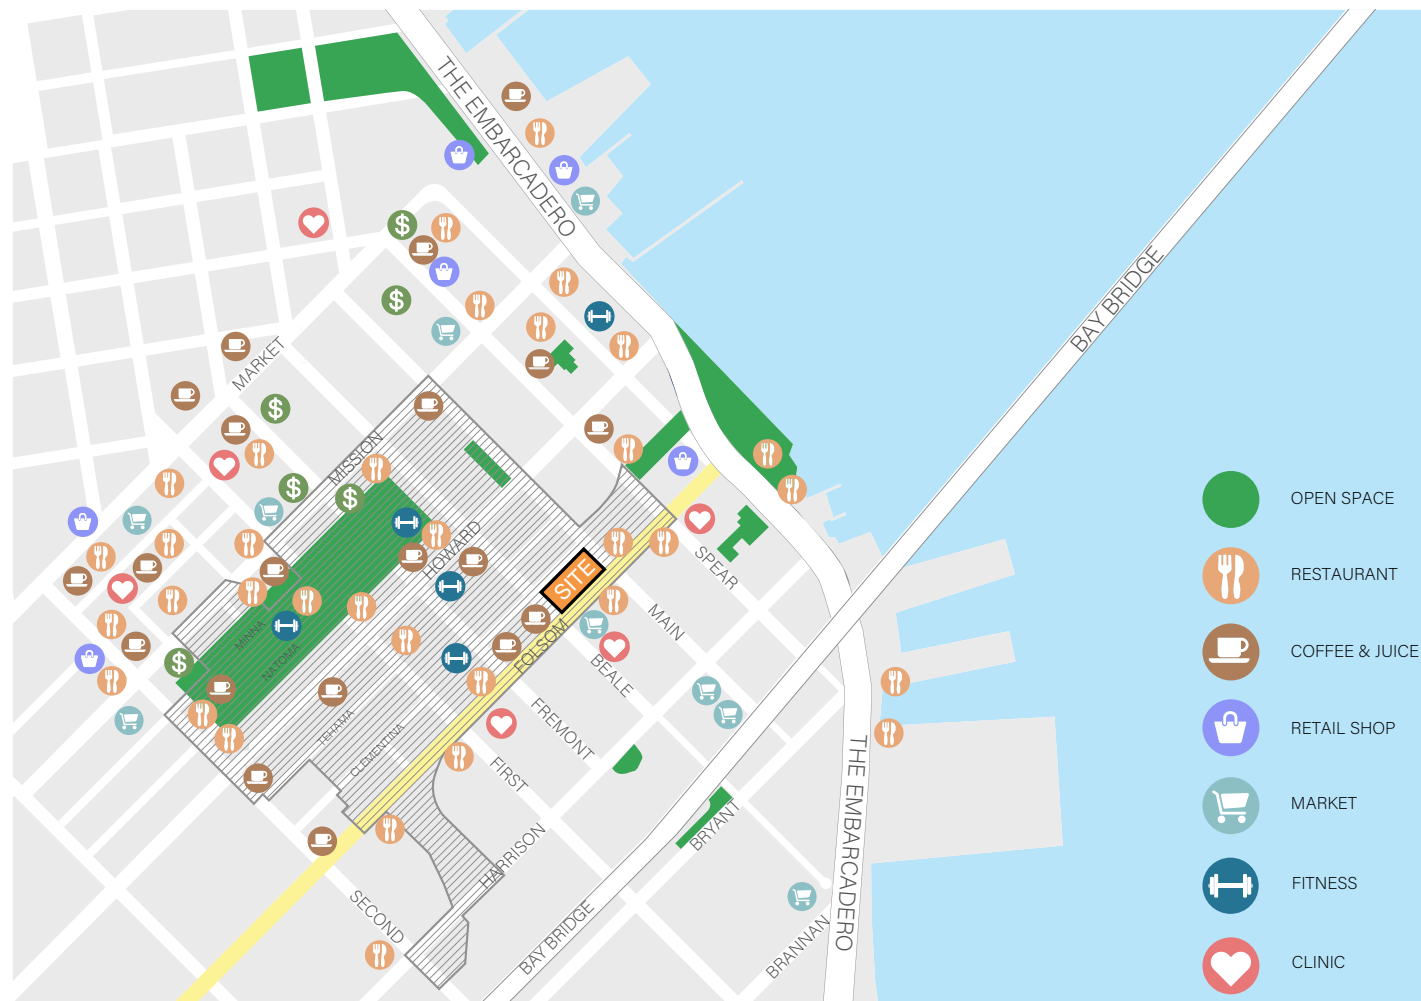 THE EMBARCADERO
BAY BRIDGE
MARKET
MISSION
$
$
$
$
$
$
HOWARD
OPEN SPACE
SITE
SPEAR
RESTAURANT
MINNA
NATOMA
FOLSOM
MAIN
BEALE
COFFEE & JUICE
TEHAMA
CLEMENTINA
FREMONT
FIRST
RETAIL SHOP
MARKET
HARRISON
BRYANT
THE EMBARCADERO
FITNESS
SECOND
BAY BRIDGE
BRANNAN
CLINIC